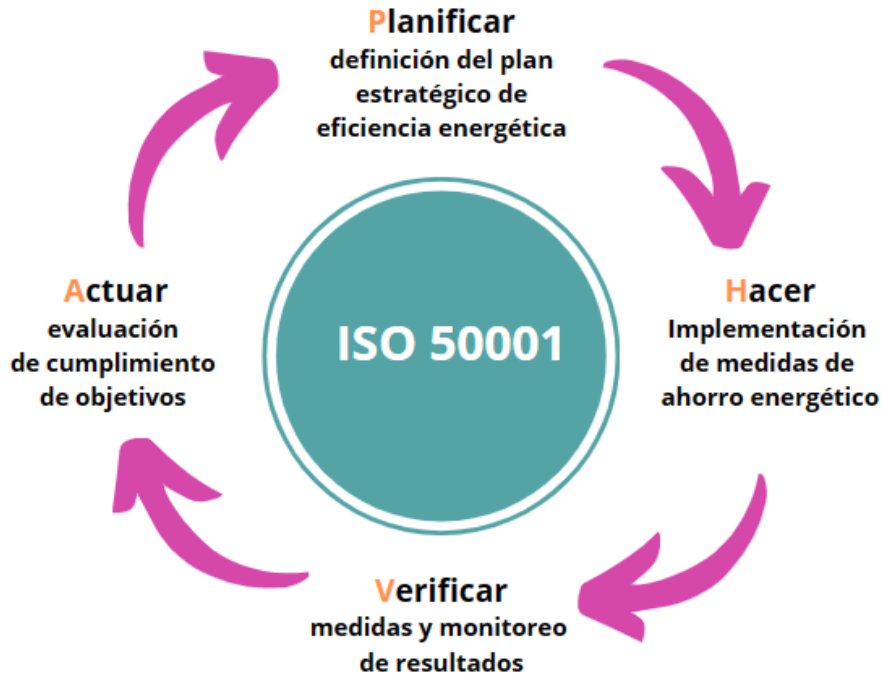 Planificar
definición del plan
estratégico de
eficiencia energética
Hacer
Implementación
de medidas de
ahorro energético
Verificar
medidas y monitoreo
de resultados
Actuar
evaluación
de cumplimiento
de objetivos
ISO 50001